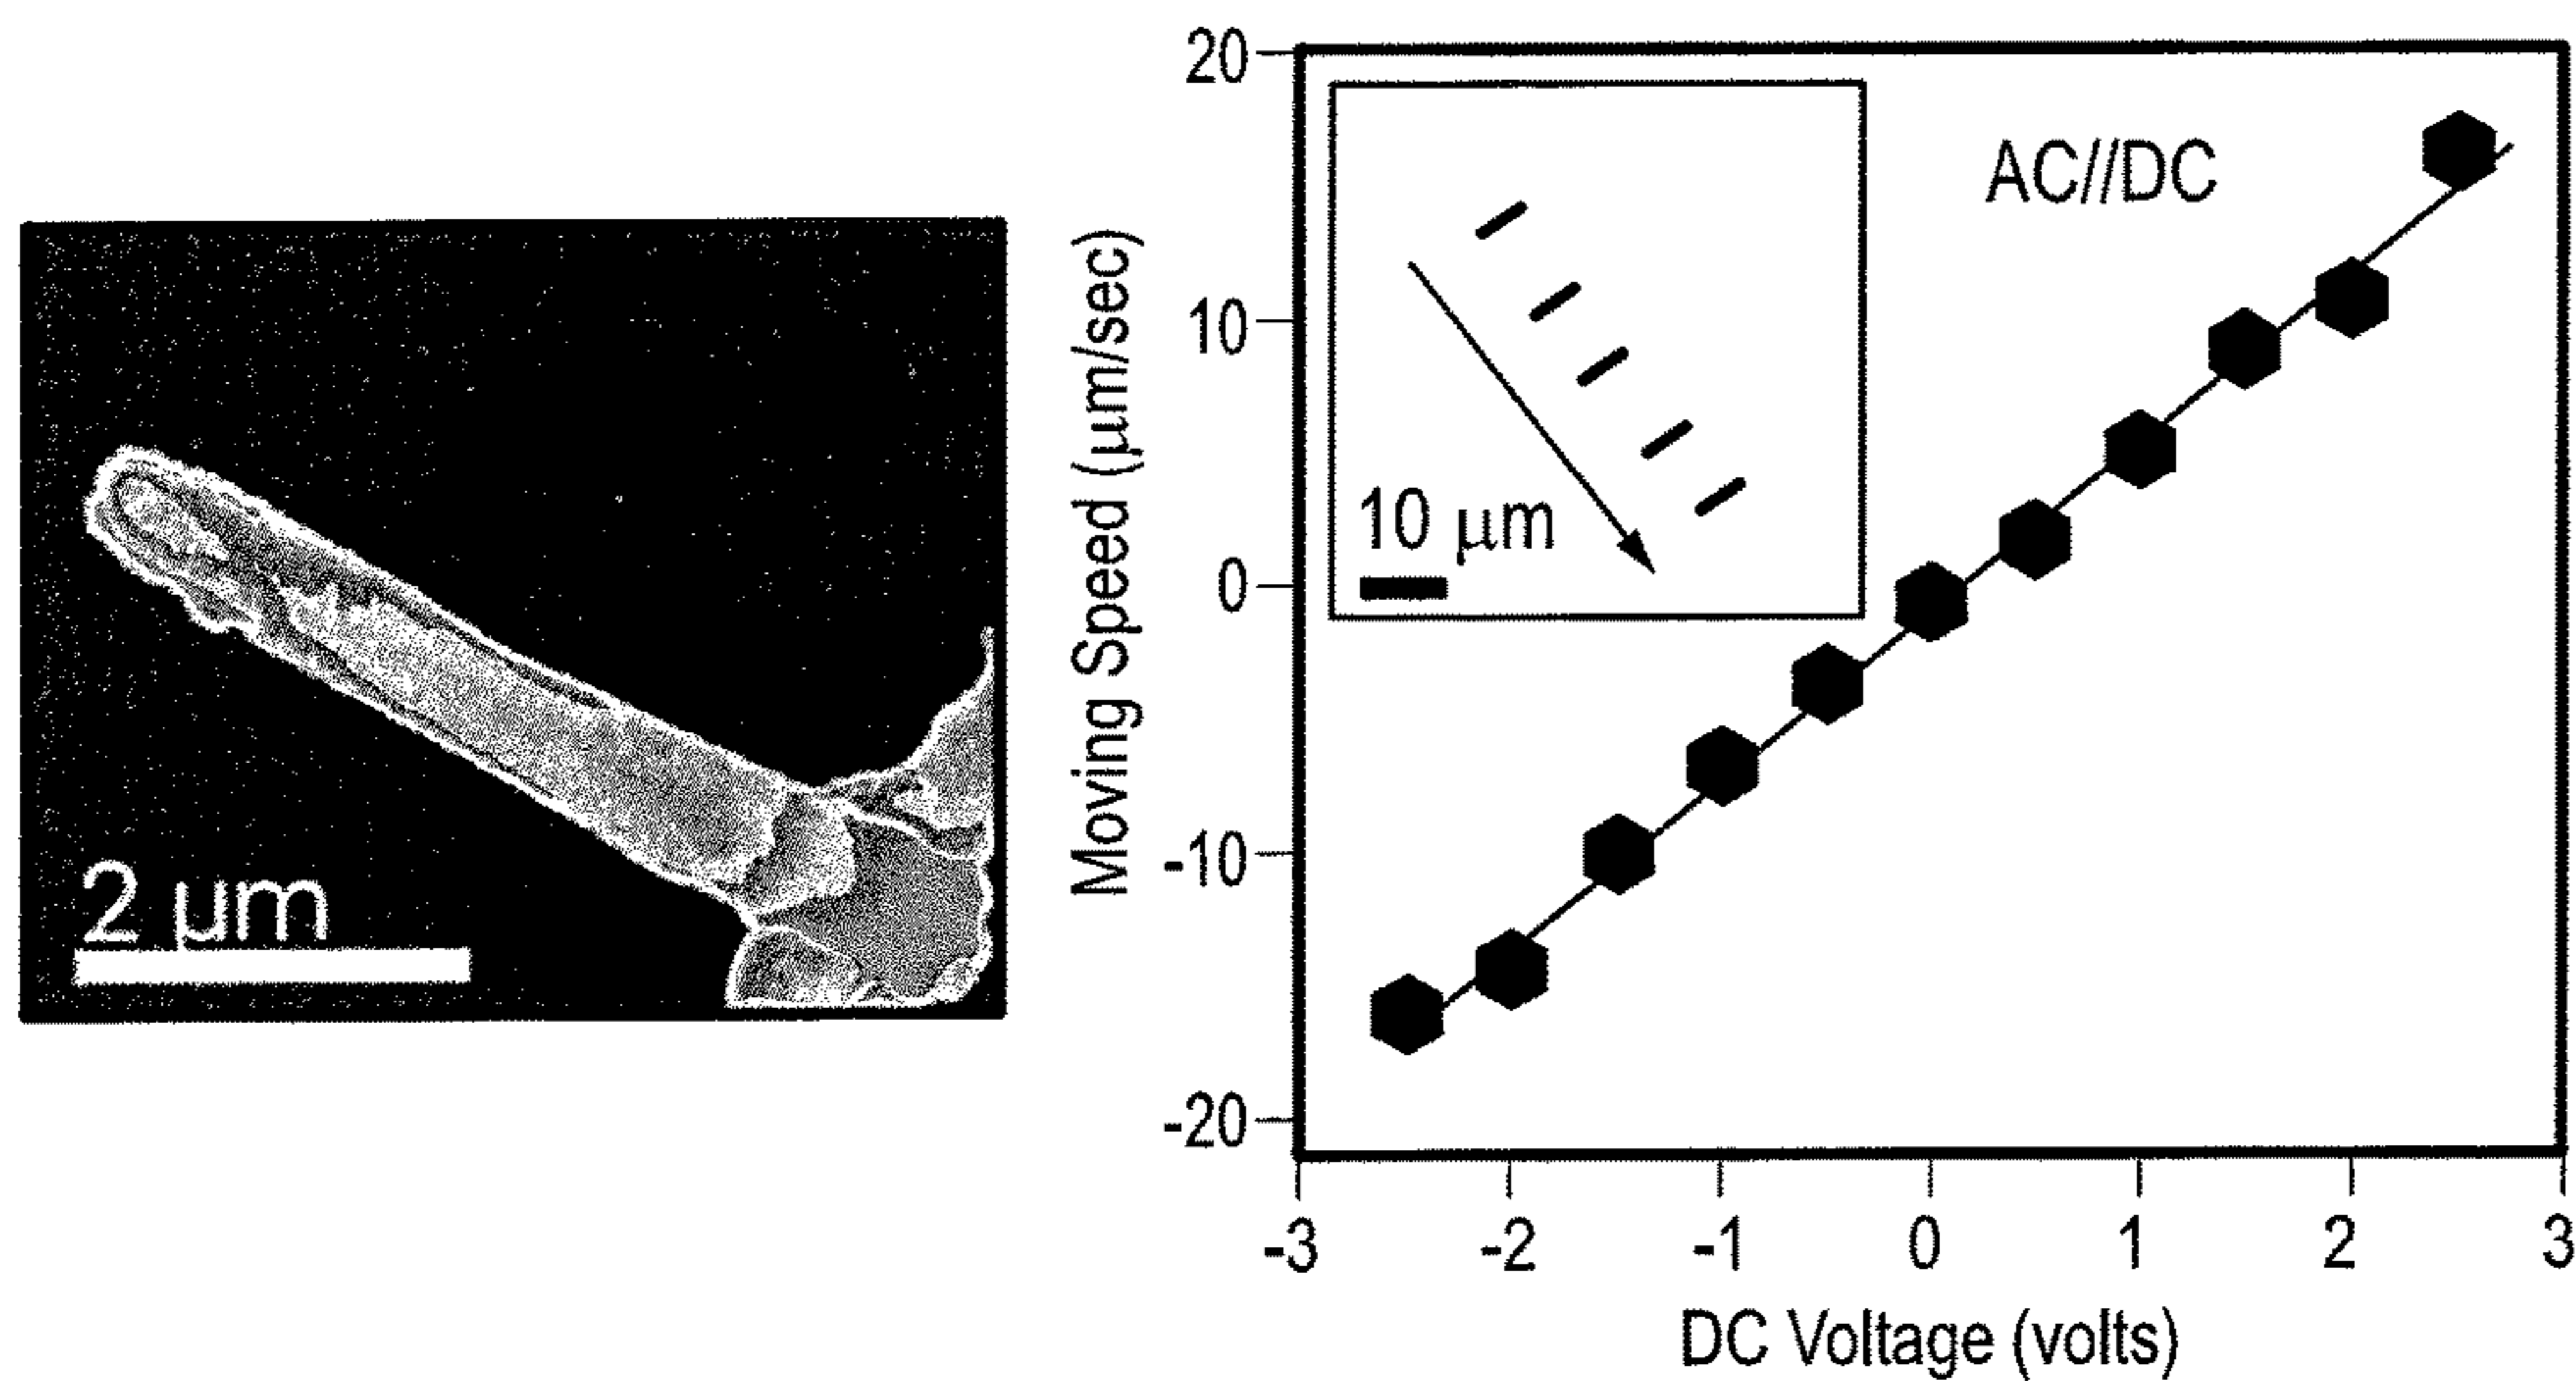 2 μm
Moving Speed (μm/sec)
20
10
0
-10
-20
AC//DC
10 μm
-3
-2
-1
0
1
2
3
DC Voltage (volts)